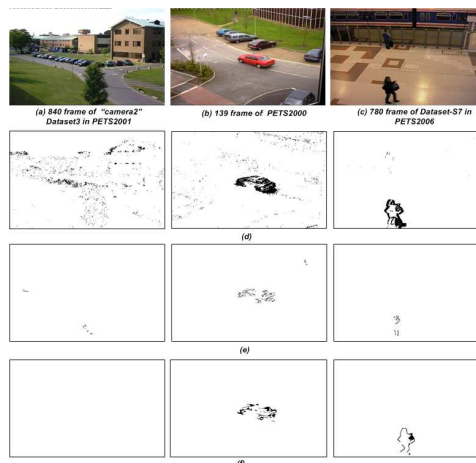 (a) 840 frame of "camera2"
Dataset3 in PETS2001
(b) 139 frame of PETS2000
(c) 780 frame of Dataset-S7 in
PETS2006
(d)
(e)